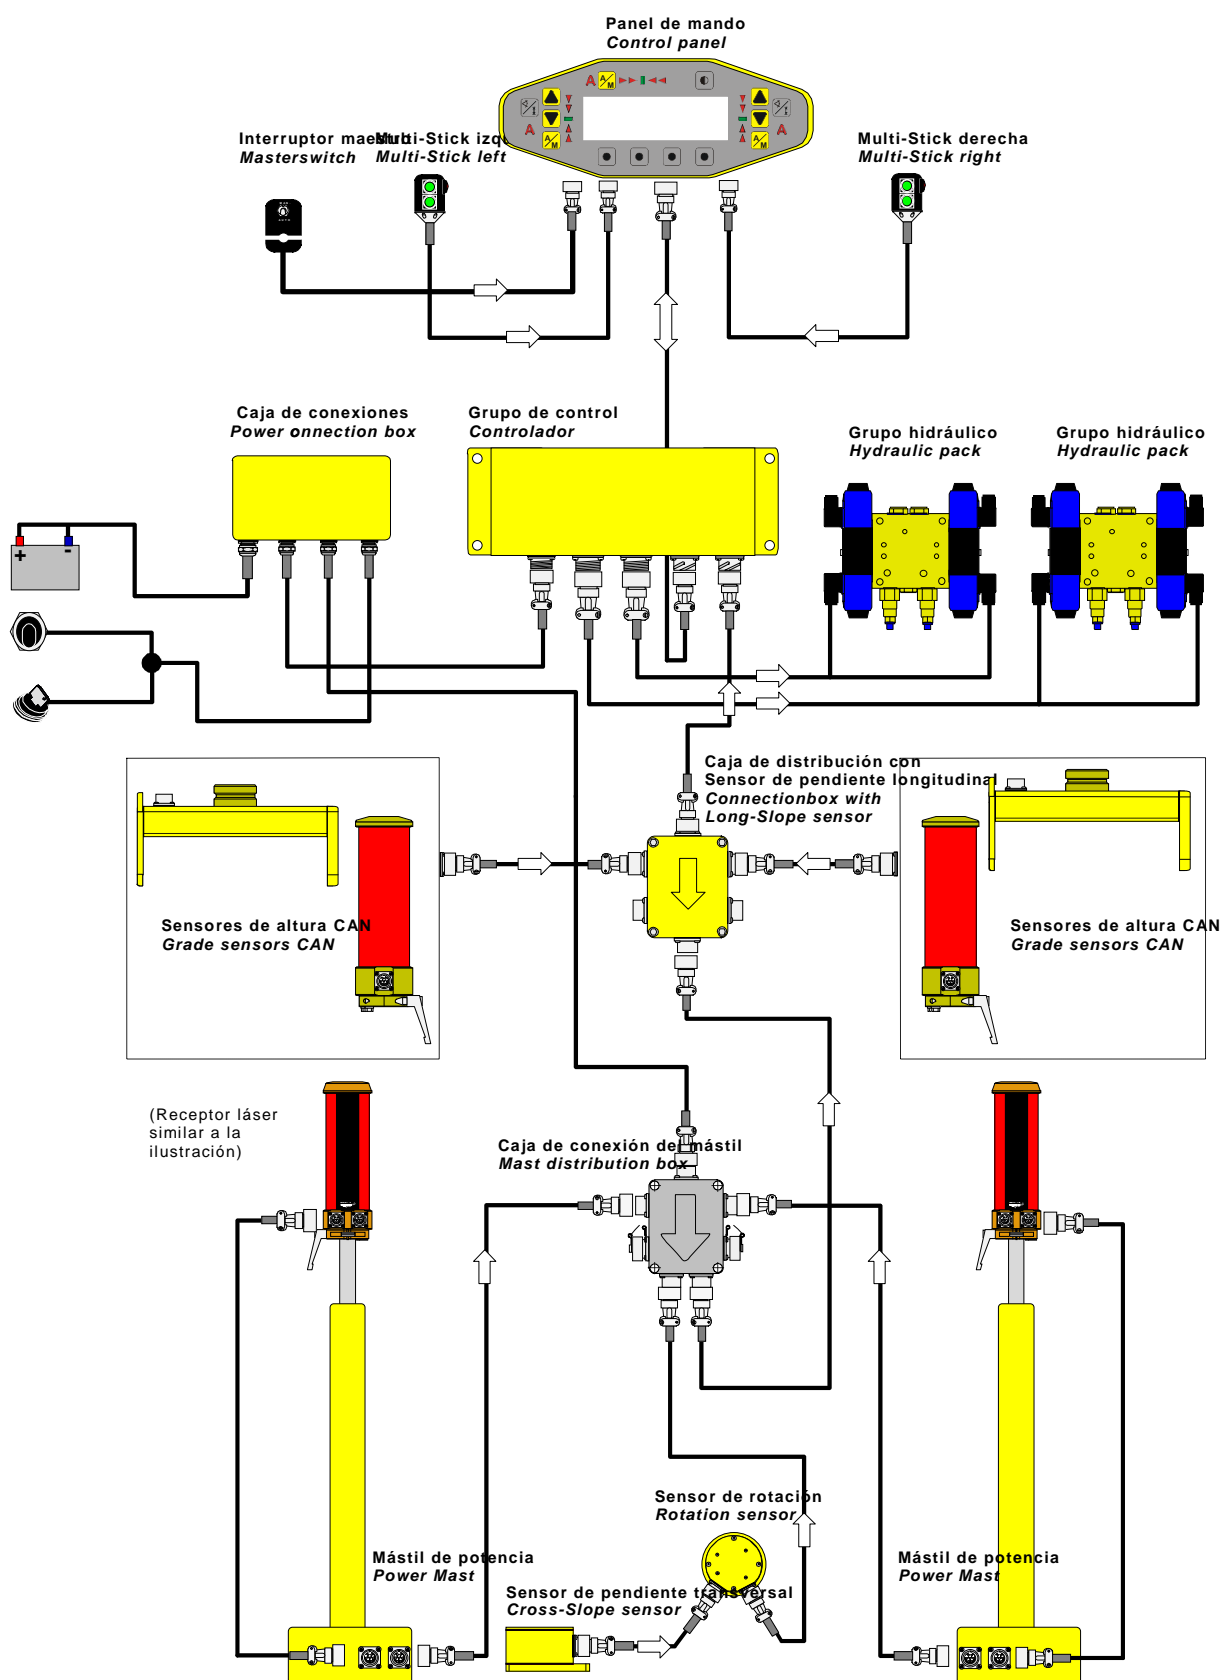 Panel de mando
Control panel
A
A/M
A
A/M
A
A/M
Interruptor maestro
Masterswitch
Multi-Stick izq
Multi-Stick left
Multi-Stick derecha
Multi-Stick right
Caja de conexiones
Power onnection box
Grupo de control
Controlador
Grupo hidráulico
Hydraulic pack
Grupo hidráulico
Hydraulic pack
+ -
Caja de distribución con
Sensor de pendiente longitudinal
Connectionbox with
Long-Slope sensor
Sensores de altura CAN
Grade sensors CAN
Sensores de altura CAN
Grade sensors CAN
(Receptor láser
similar a la
ilustración)
Caja de conexión del mástil
Mast distribution box
Sensor de rotación
Rotation sensor
Mástil de potencia
Power Mast
Mástil de potencia
Power Mast
Sensor de pendiente transversal
Cross-Slope sensor